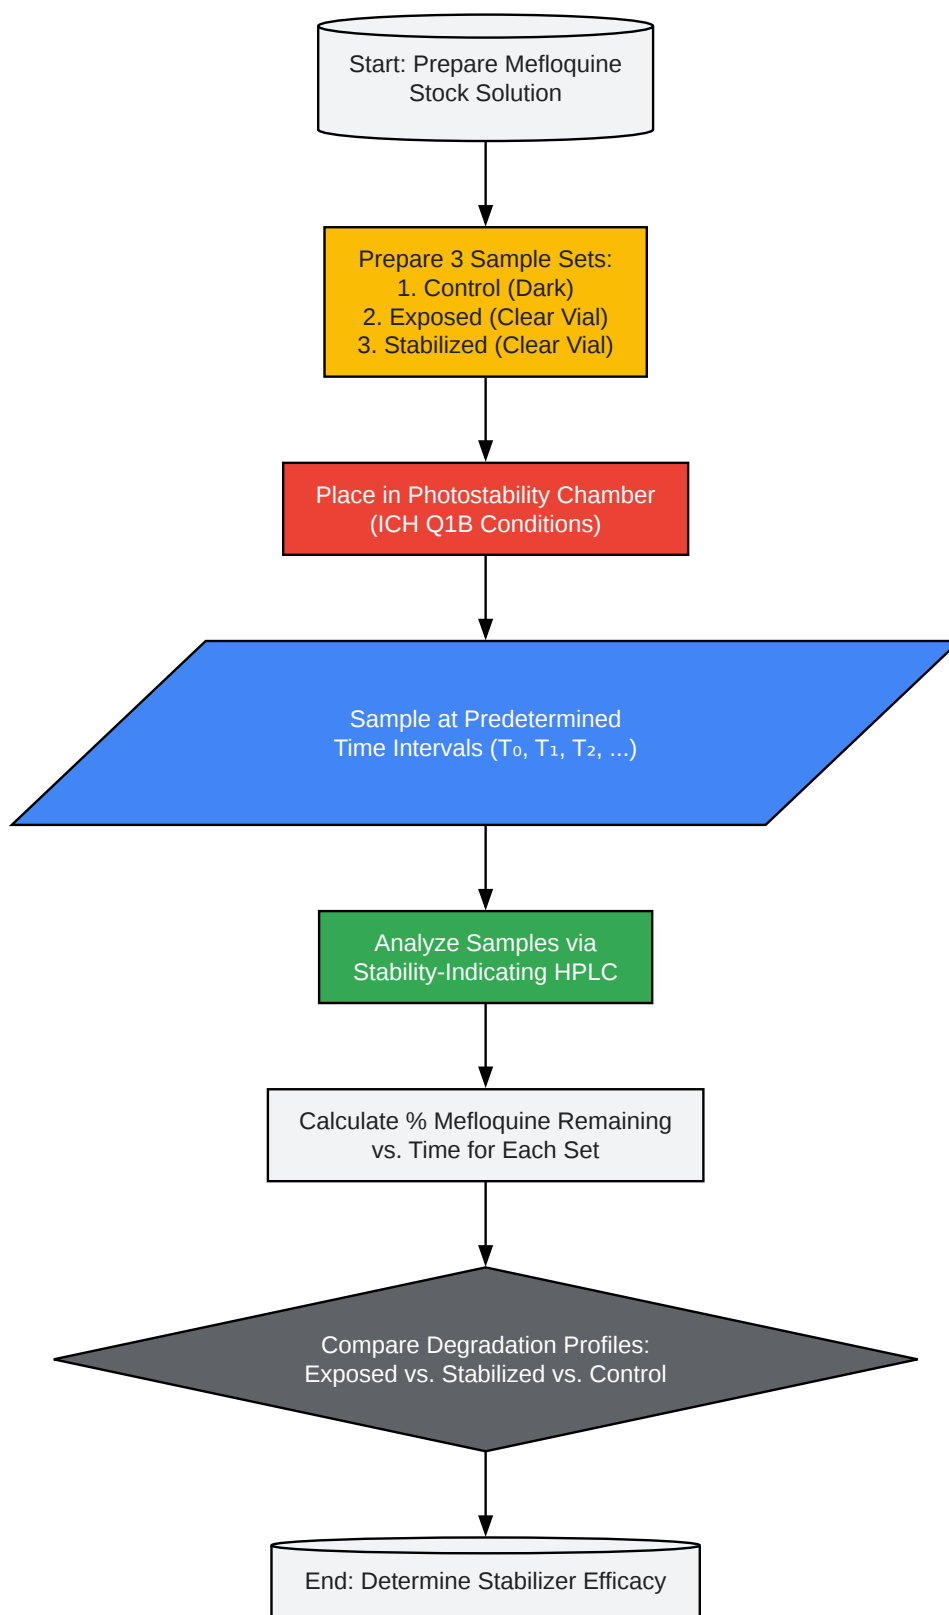 Start: Prepare Mefloquine
Stock Solution
Prepare 3 Sample Sets:
1. Control (Dark)
2. Exposed (Clear Vial)
3. Stabilized (Clear Vial)
Place in Photostability Chamber
(ICH Q1B Conditions)
Sample at Predetermined
Time Intervals (T₀, T₁, T₂, ...)
Analyze Samples via
Stability-Indicating HPLC
Calculate % Mefloquine Remaining
vs. Time for Each Set
Compare Degradation Profiles:
Exposed vs. Stabilized vs. Control
End: Determine Stabilizer Efficacy